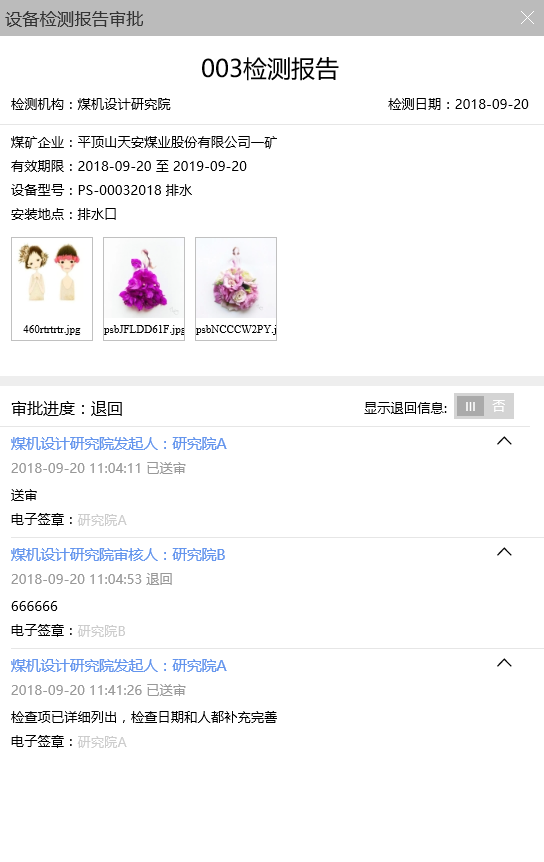 设备检测报告审批
003检测报告
检测机构：煤机设计研究院 检测日期：2018-09-20
煤矿企业：平顶山天安煤业股份有限公司一矿
有效期限：2018-09-20 至 2019-09-20
设备型号：PS-00032018 排水
安装地点：排水口
460rtrtrtr.jpg psbJFLDD61F.jpg psbNCCCW2PY.j
审批进度：退回 显示退回信息: 否
煤机设计研究院发起人：研究院A
2018-09-20 11:04:11 已送审
送审
电子签章：研究院A
煤机设计研究院审核人：研究院B
2018-09-20 11:04:53 退回
666666
电子签章：研究院B
煤机设计研究院发起人：研究院A
2018-09-20 11:41:26 已送审
检查项已详细列出，检查日期和人都补充完善
电子签章：研究院A